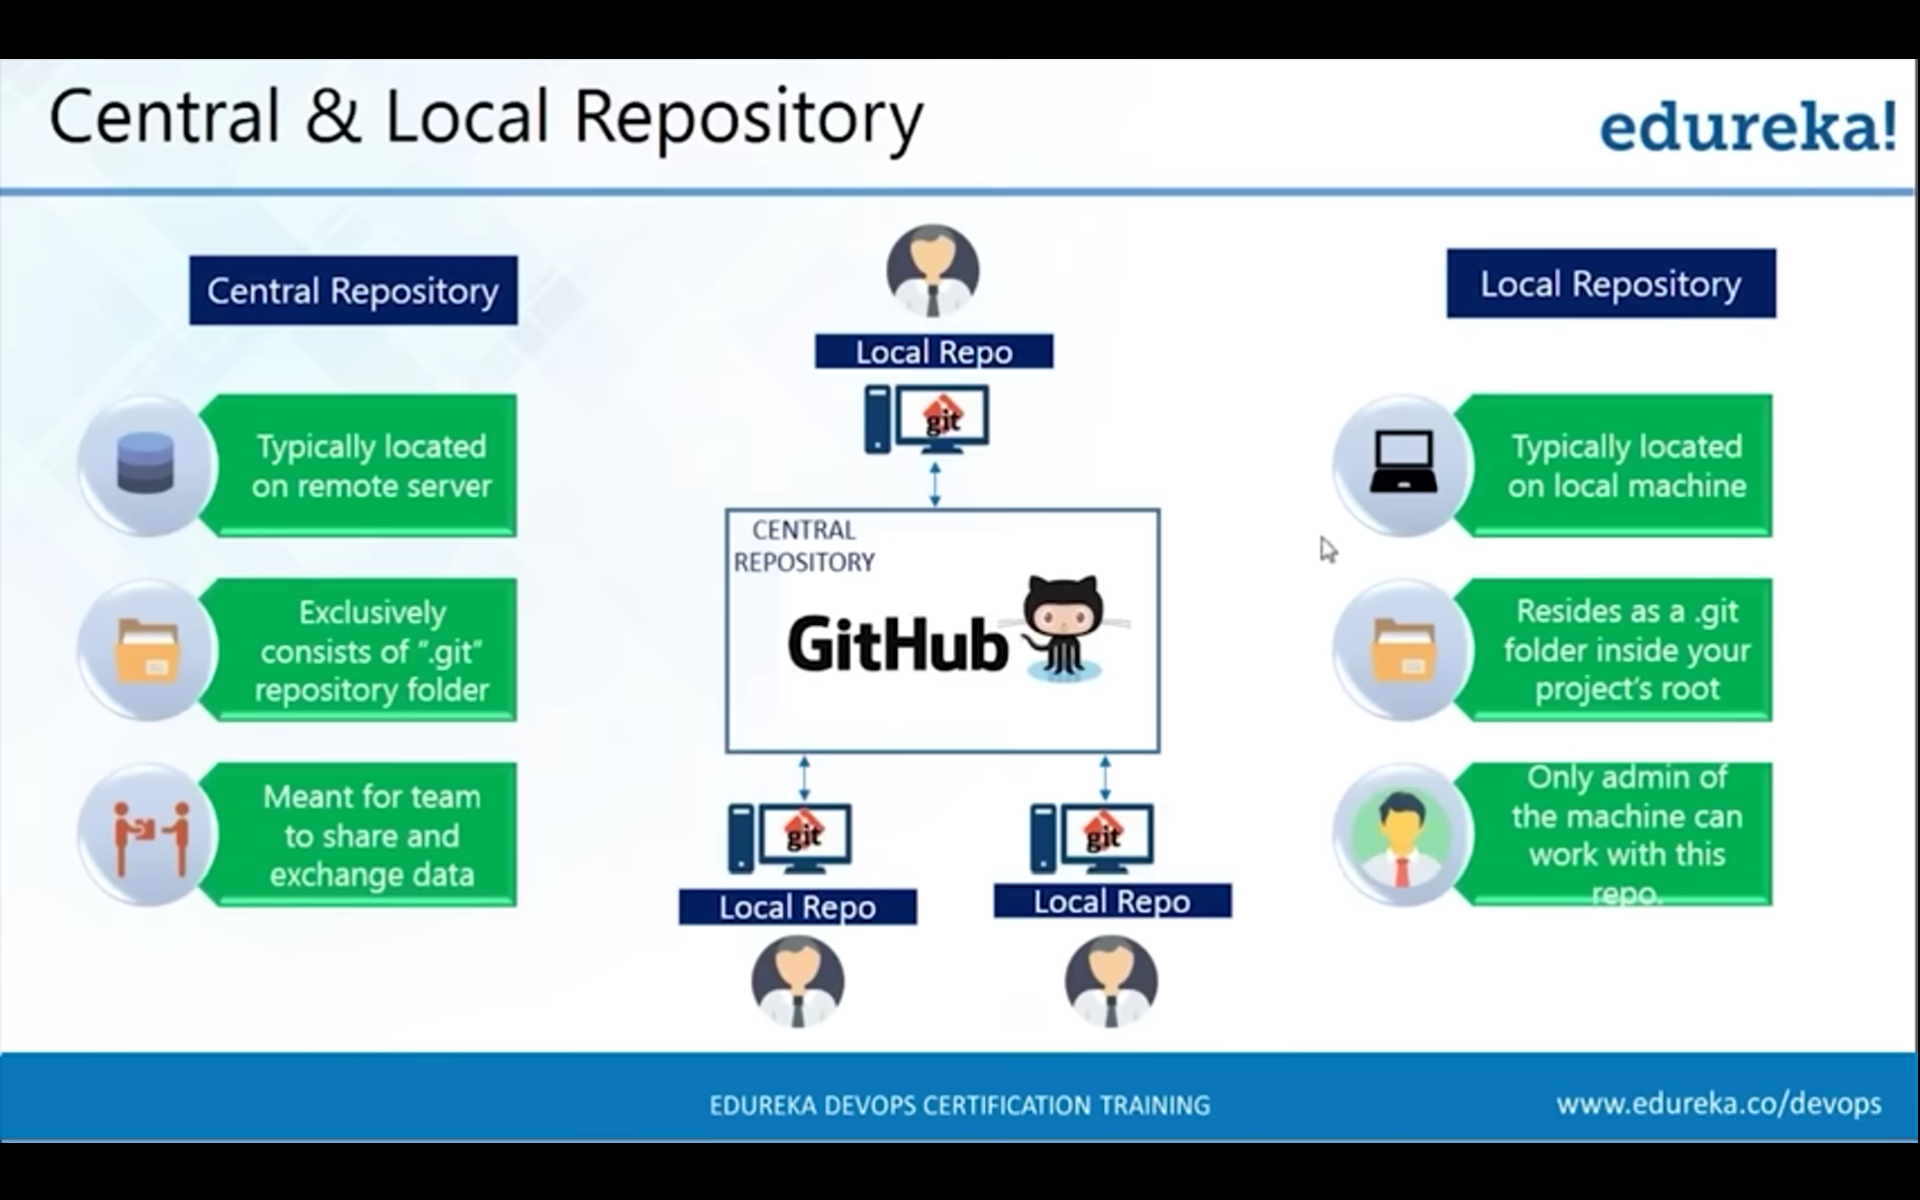 Central & Local Repository
edureka!
Central Repository
Typically located
on remote server
Exclusively
consists of “.git”
repository folder
Meant for team
to share and
exchange data
Local Repo
git
CENTRAL
REPOSITORY
GitHub
git
git
Local Repo
Local Repo
Local Repository
Typically located
on local machine
Resides as a .git
folder inside your
project’s root
Only admin of
the machine can
work with this
repo.
EDUREKA DEVOPS CERTIFICATION TRAINING
www.edureka.co/devops